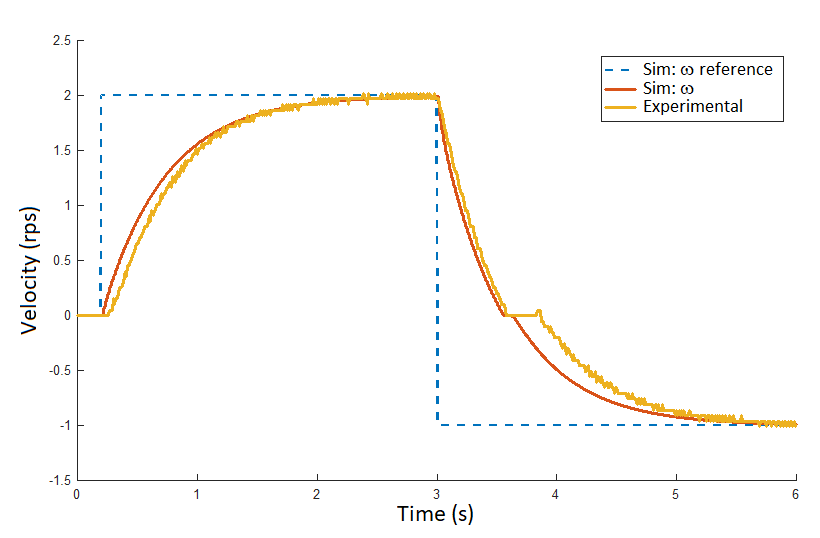 2.5
Sim: ω reference
Sim: ω
Experimental
2
1.5
1
0.5
0
-0.5
-1
-1.5
Velocity (rps)
0 1 2 3 4 5 6
Time (s)